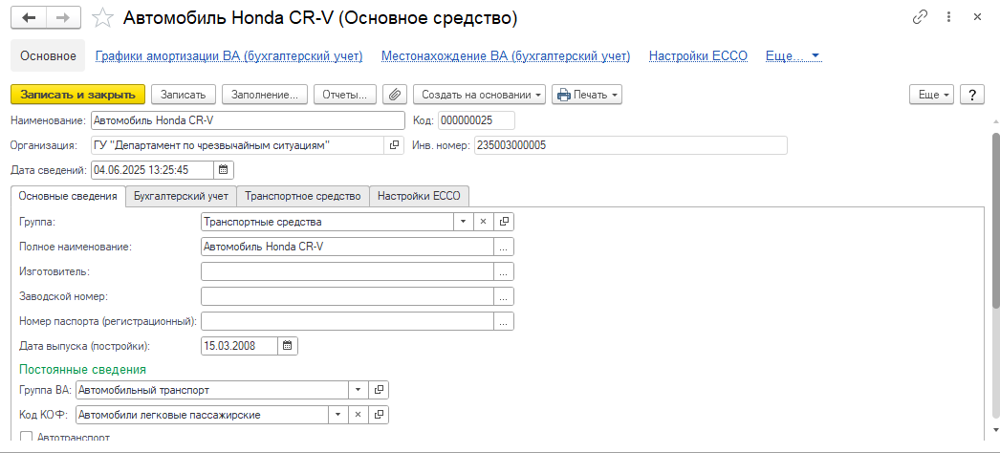 Автомобиль Honda CR-V (Основное средство)
Основное Графики амортизации ВА (бухгалтерский учет) Местонахождение ВА (бухгалтерский учет) Настройки ЕССО Еще...
Записать и закрыть Записать Заполнение... Отчеты... Создать на основании Печать Еще ?
Наименование: Автомобиль Honda CR-V Код: 000000025
Организация: ГУ "Департамент по чрезвычайным ситуациям" Инв. номер: 235003000005
Дата сведений: 04.06.2025 13:25:45
Основные сведения Бухгалтерский учет Транспортное средство Настройки ЕССО
Группа: Транспортные средства
Полное наименование: Автомобиль Honda CR-V ...
Изготовитель: ...
Заводской номер: ...
Номер паспорта (регистрационный): ...
Дата выпуска (постройки): 15.03.2008
Постоянные сведения
Группа ВА: Автомобильный транспорт
Код КОФ: Автомобили легковые пассажирские
Автотранспорт